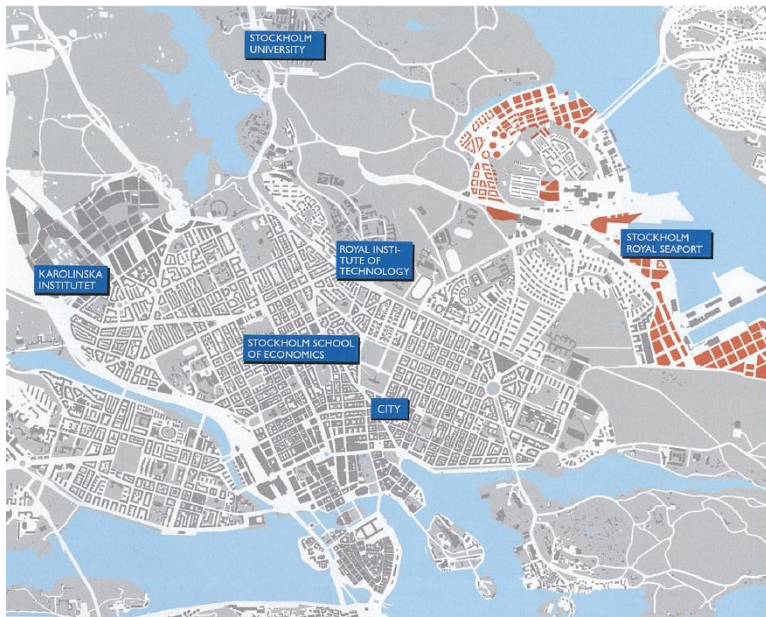 STOCKHOLM
UNIVERSITY
ROYAL INSTI-
TUTE OF
TECHNOLOGY
STOCKHOLM
ROYAL SEAPORT
KAROLINSKA
INSTITUTET
STOCKHOLM SCHOOL
OF ECONOMICS
CITY